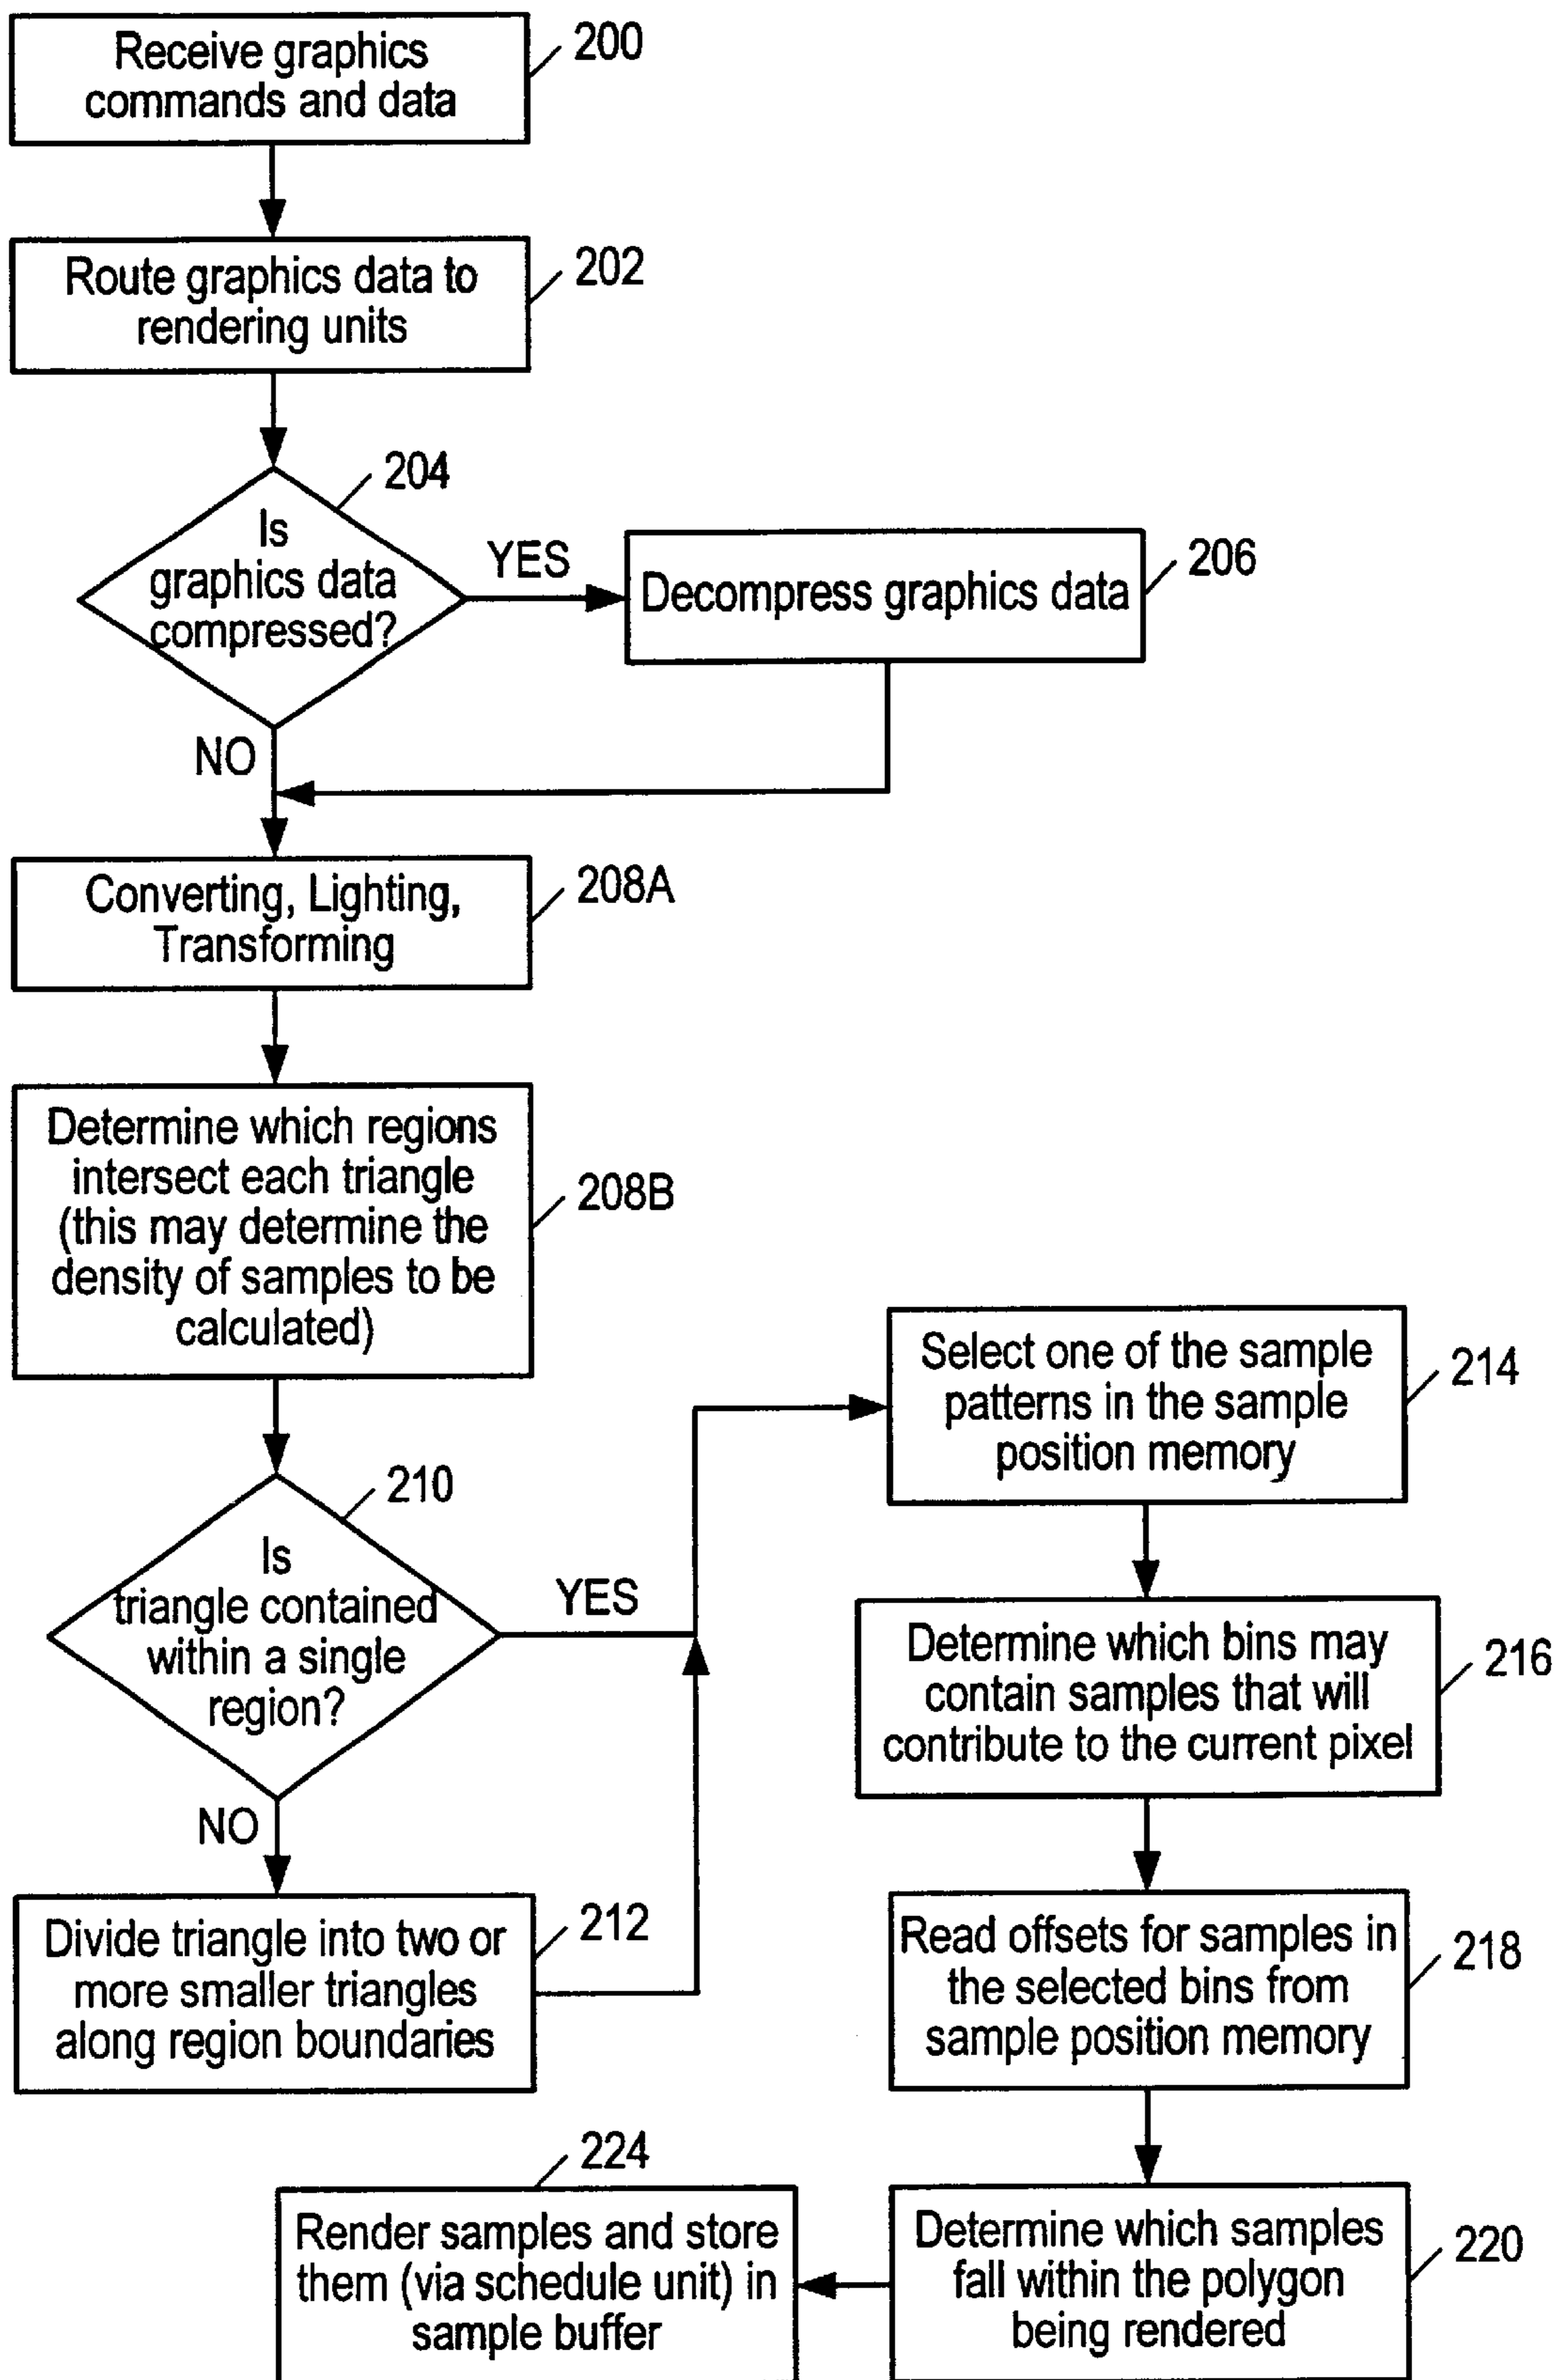 Receive graphics
commands and data
200
Route graphics data to
rendering units
202
204
Is
graphics data
compressed?
YES
Decompress graphics data
206
NO
Converting, Lighting,
Transforming
208A
Determine which regions
intersect each triangle
(this may determine the
density of samples to be
calculated)
208B
210
Is
triangle contained
within a single
region?
YES
NO
Divide triangle into two or
more smaller triangles
along region boundaries
212
Select one of the sample
patterns in the sample
position memory
214
Determine which bins may
contain samples that will
contribute to the current pixel
216
Read offsets for samples in
the selected bins from
sample position memory
218
Determine which samples
fall within the polygon
being rendered
220
224
Render samples and store
them (via schedule unit) in
sample buffer